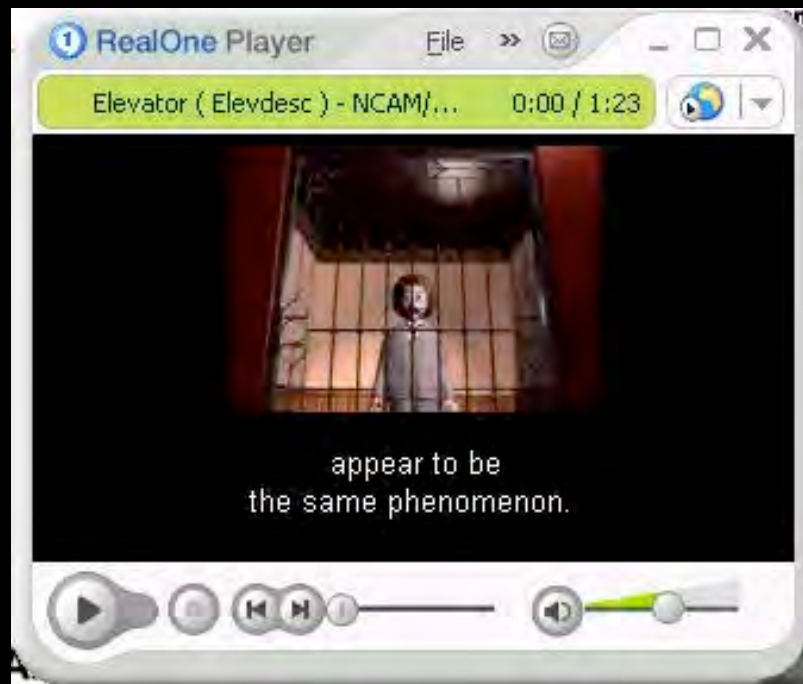 RealOne Player File »
Elevator ( Elevdesc ) - NCAM/... 0:00 / 1:23
appear to be
the same phenomenon.